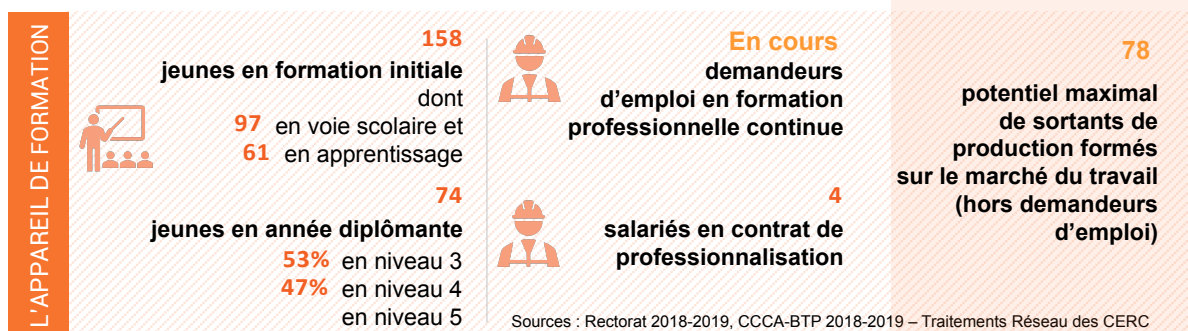 L'APPAREIL DE FORMATION
158
jeunes en formation initiale
dont
97 en voie scolaire et
61 en apprentissage
74
jeunes en année diplômante
53% en niveau 3
47% en niveau 4
en niveau 5
En cours
demandeurs
d'emploi en formation
professionnelle continue
4
salariés en contrat de
professionnalisation
78
potentiel maximal
de sortants de
production formés
sur le marché du travail
(hors demandeurs
d'emploi)
Sources : Rectorat 2018-2019, CCCA-BTP 2018-2019 – Traitements Réseau des CERC